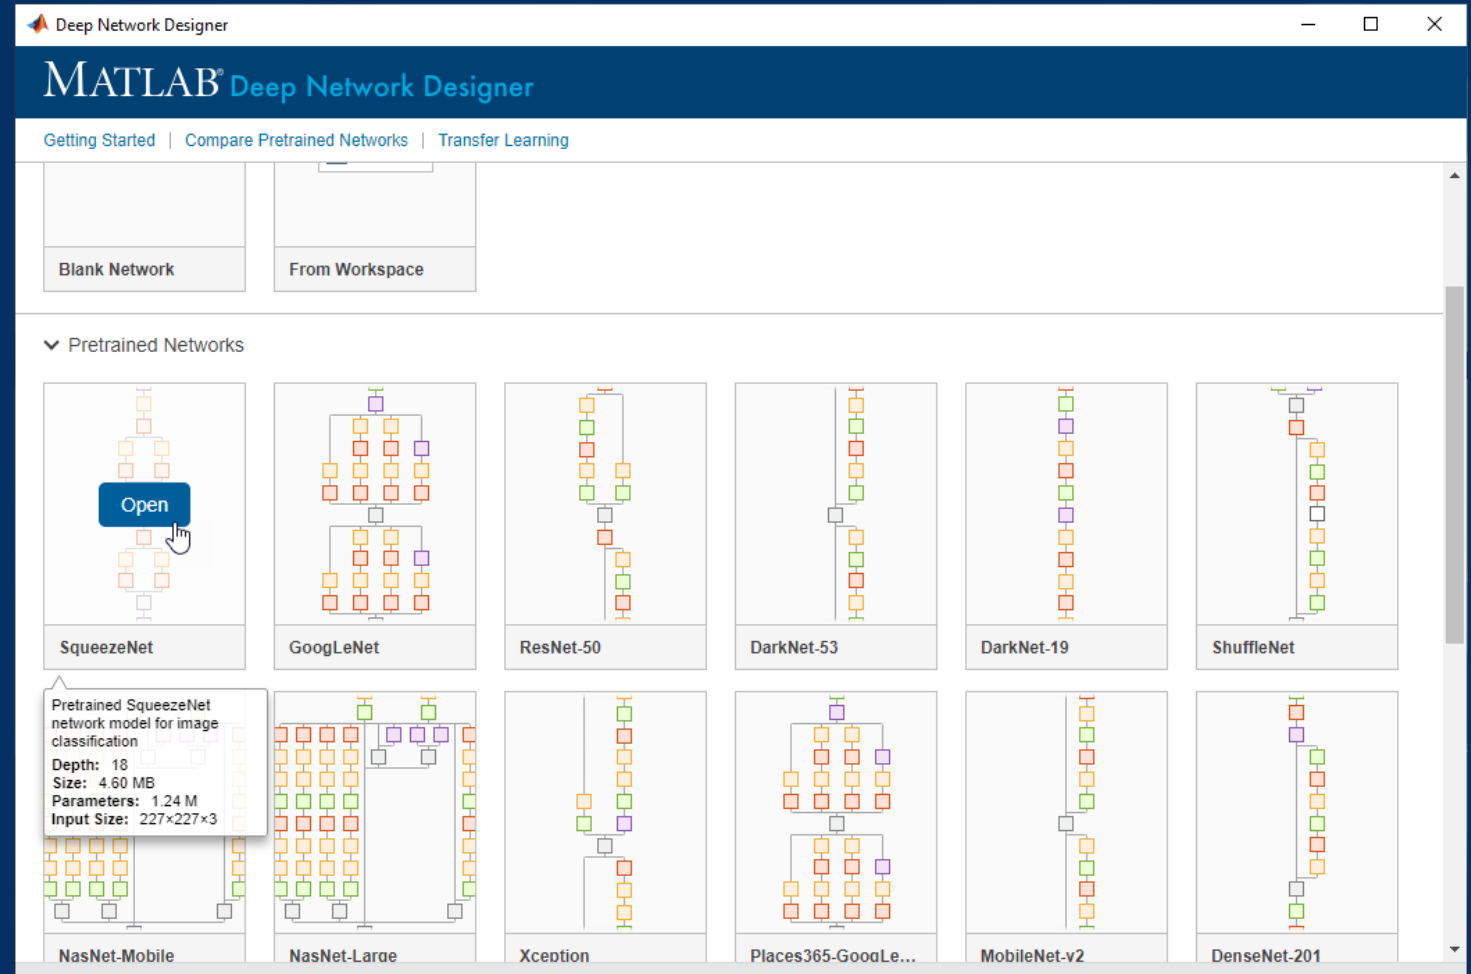 Deep Network Designer
MATLAB® Deep Network Designer
Getting Started | Compare Pretrained Networks | Transfer Learning
Blank Network
From Workspace
Pretrained Networks
Open
SqueezeNet
GoogLeNet
ResNet-50
DarkNet-53
DarkNet-19
ShuffleNet
Pretrained SqueezeNet
network model for image
classification
Depth: 18
Size: 4.60 MB
Parameters: 1.24 M
Input Size: 227×227×3
NasNet-Mobile
NasNet-Large
Xception
Places365-GoogLe...
MobileNet-v2
DenseNet-201